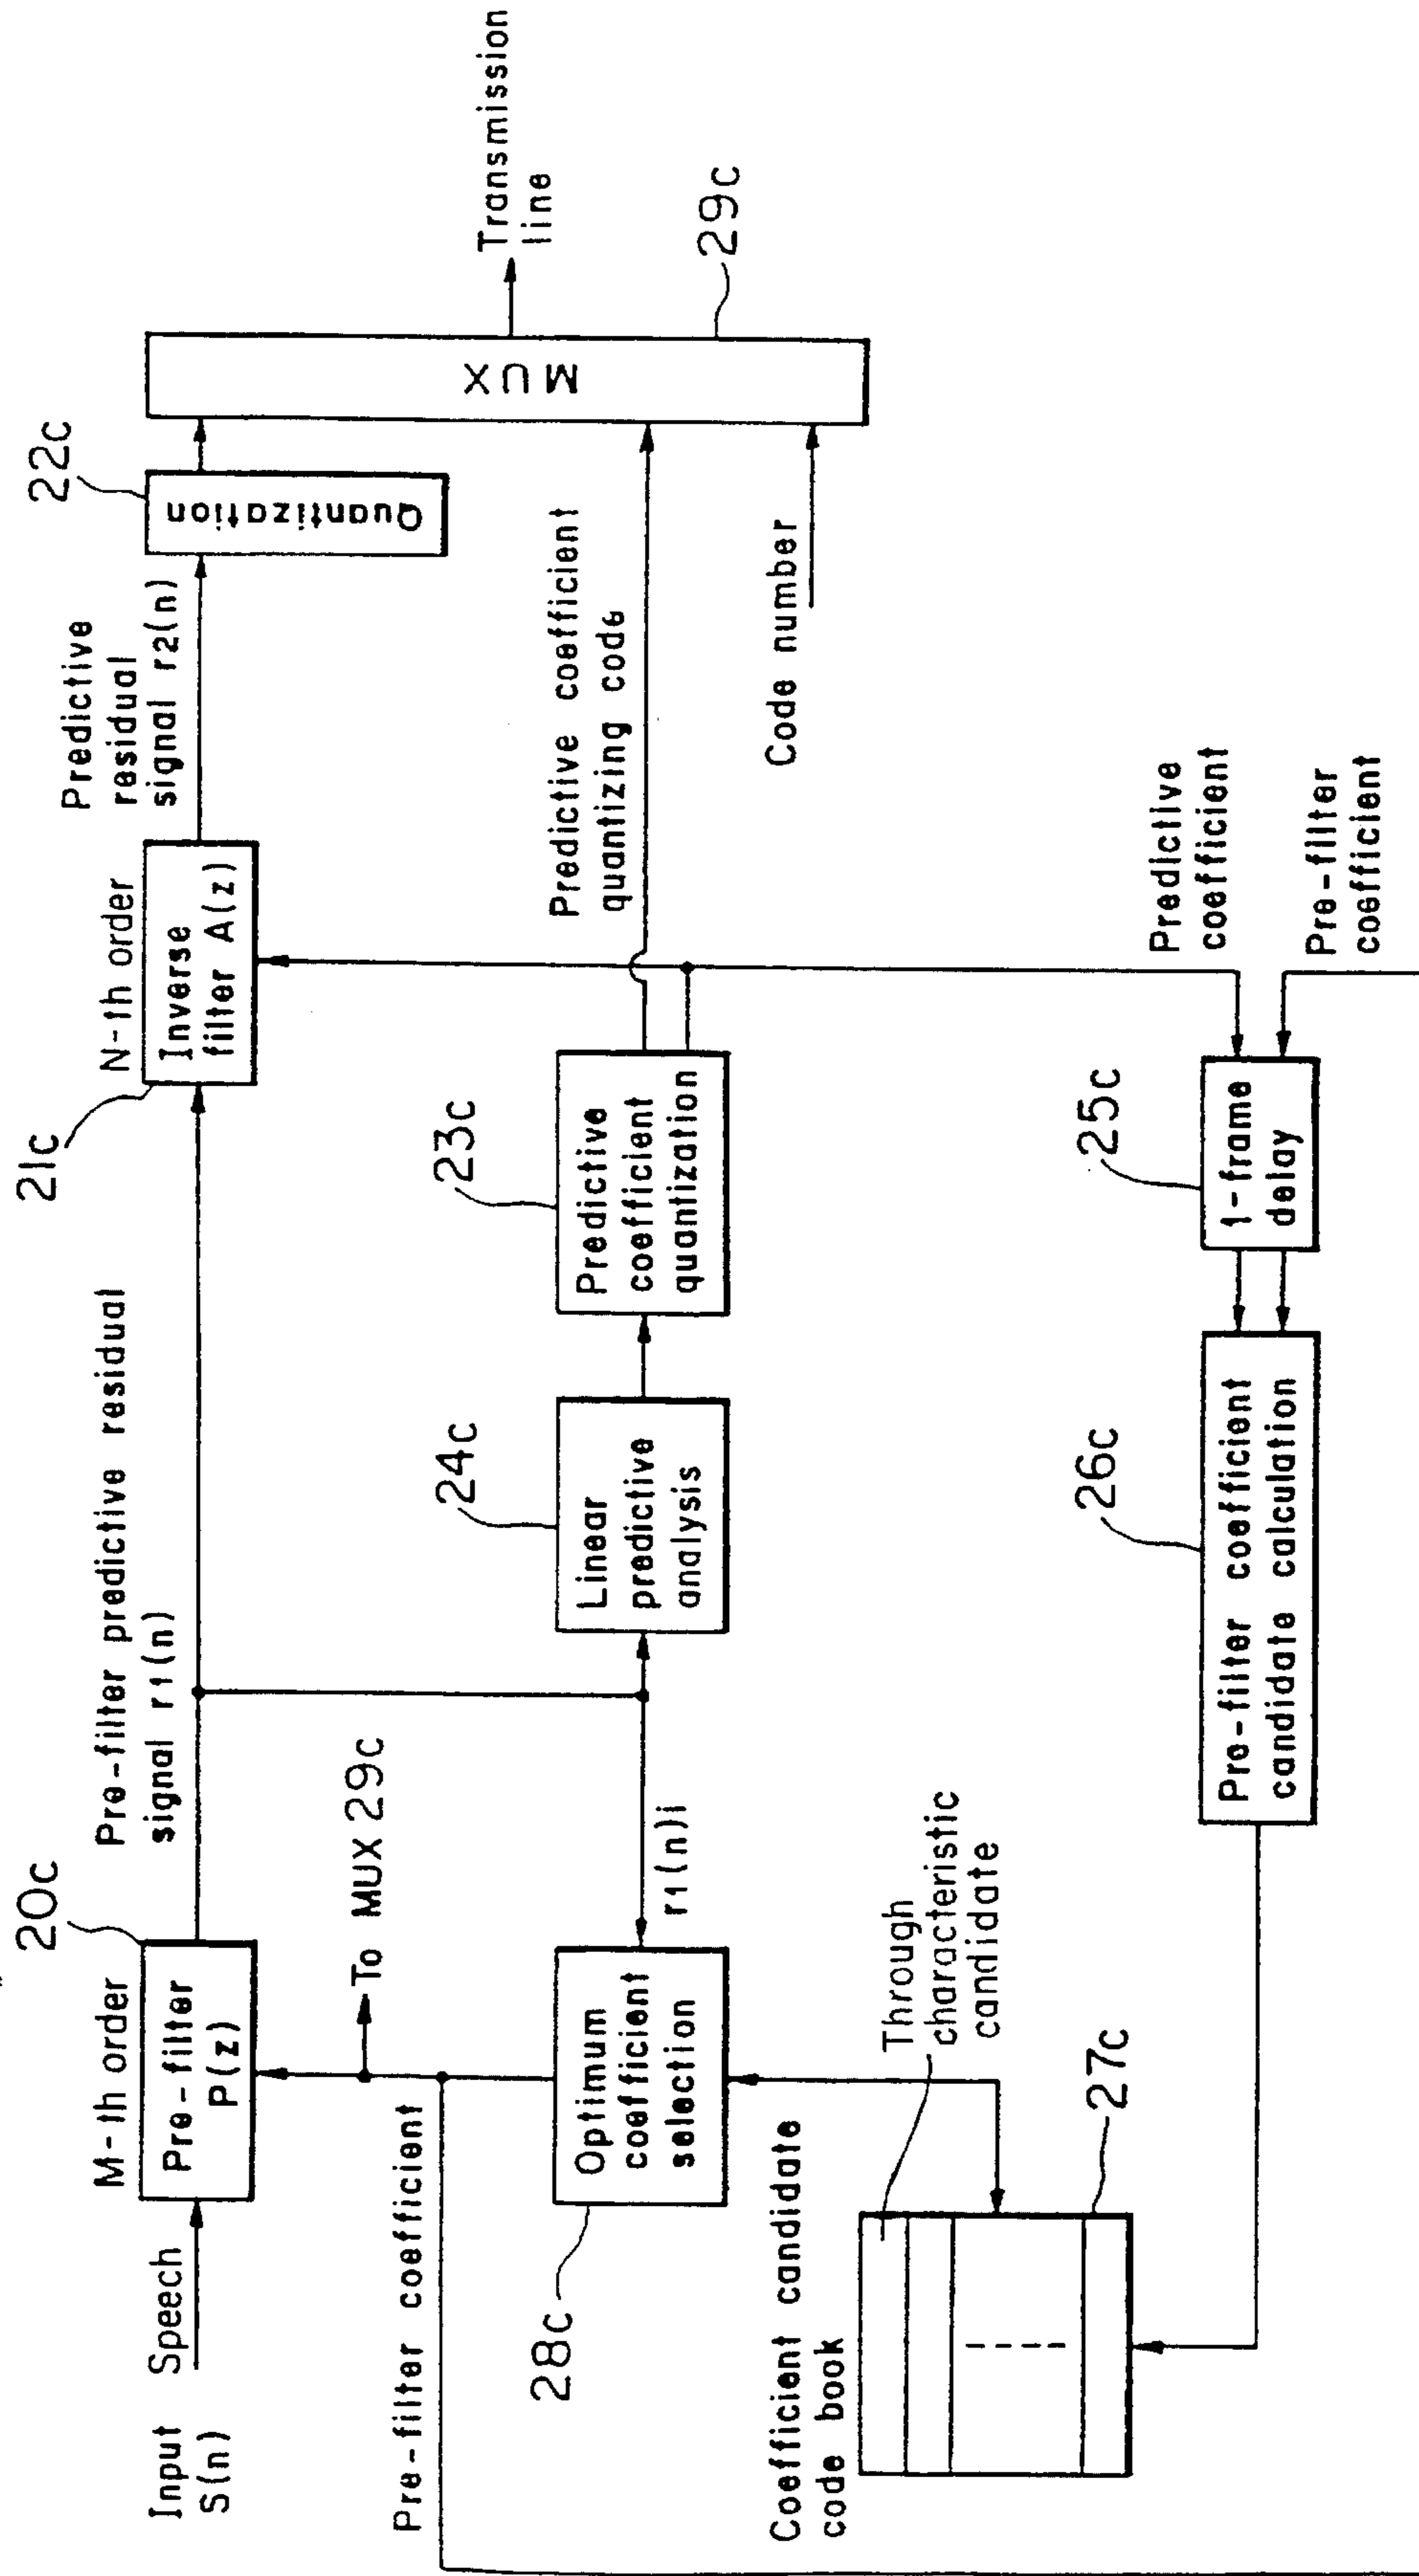 Input Speech
S(n)
M-th order
Pre-filter
P(z)
20c
Pre-filter predictive residual
signal r1(n)
21c
N-th order
Inverse
filter A(z)
Predictive
residual
signal r2(n)
22c
Quantization
MUX
Transmission
line
29c
Pre-filter coefficient
To MUX 29c
Optimum
coefficient
selection
28c
r1(n)i
Linear
predictive
analysis
24c
Predictive
coefficient
quantization
23c
Predictive coefficient
quantizing code
Code number
Coefficient candidate
code book
Through
characteristic
candidate
27c
Pre-filter coefficient
candidate calculation
26c
1-frame
delay
25c
Predictive
coefficient
Pre-filter
coefficient